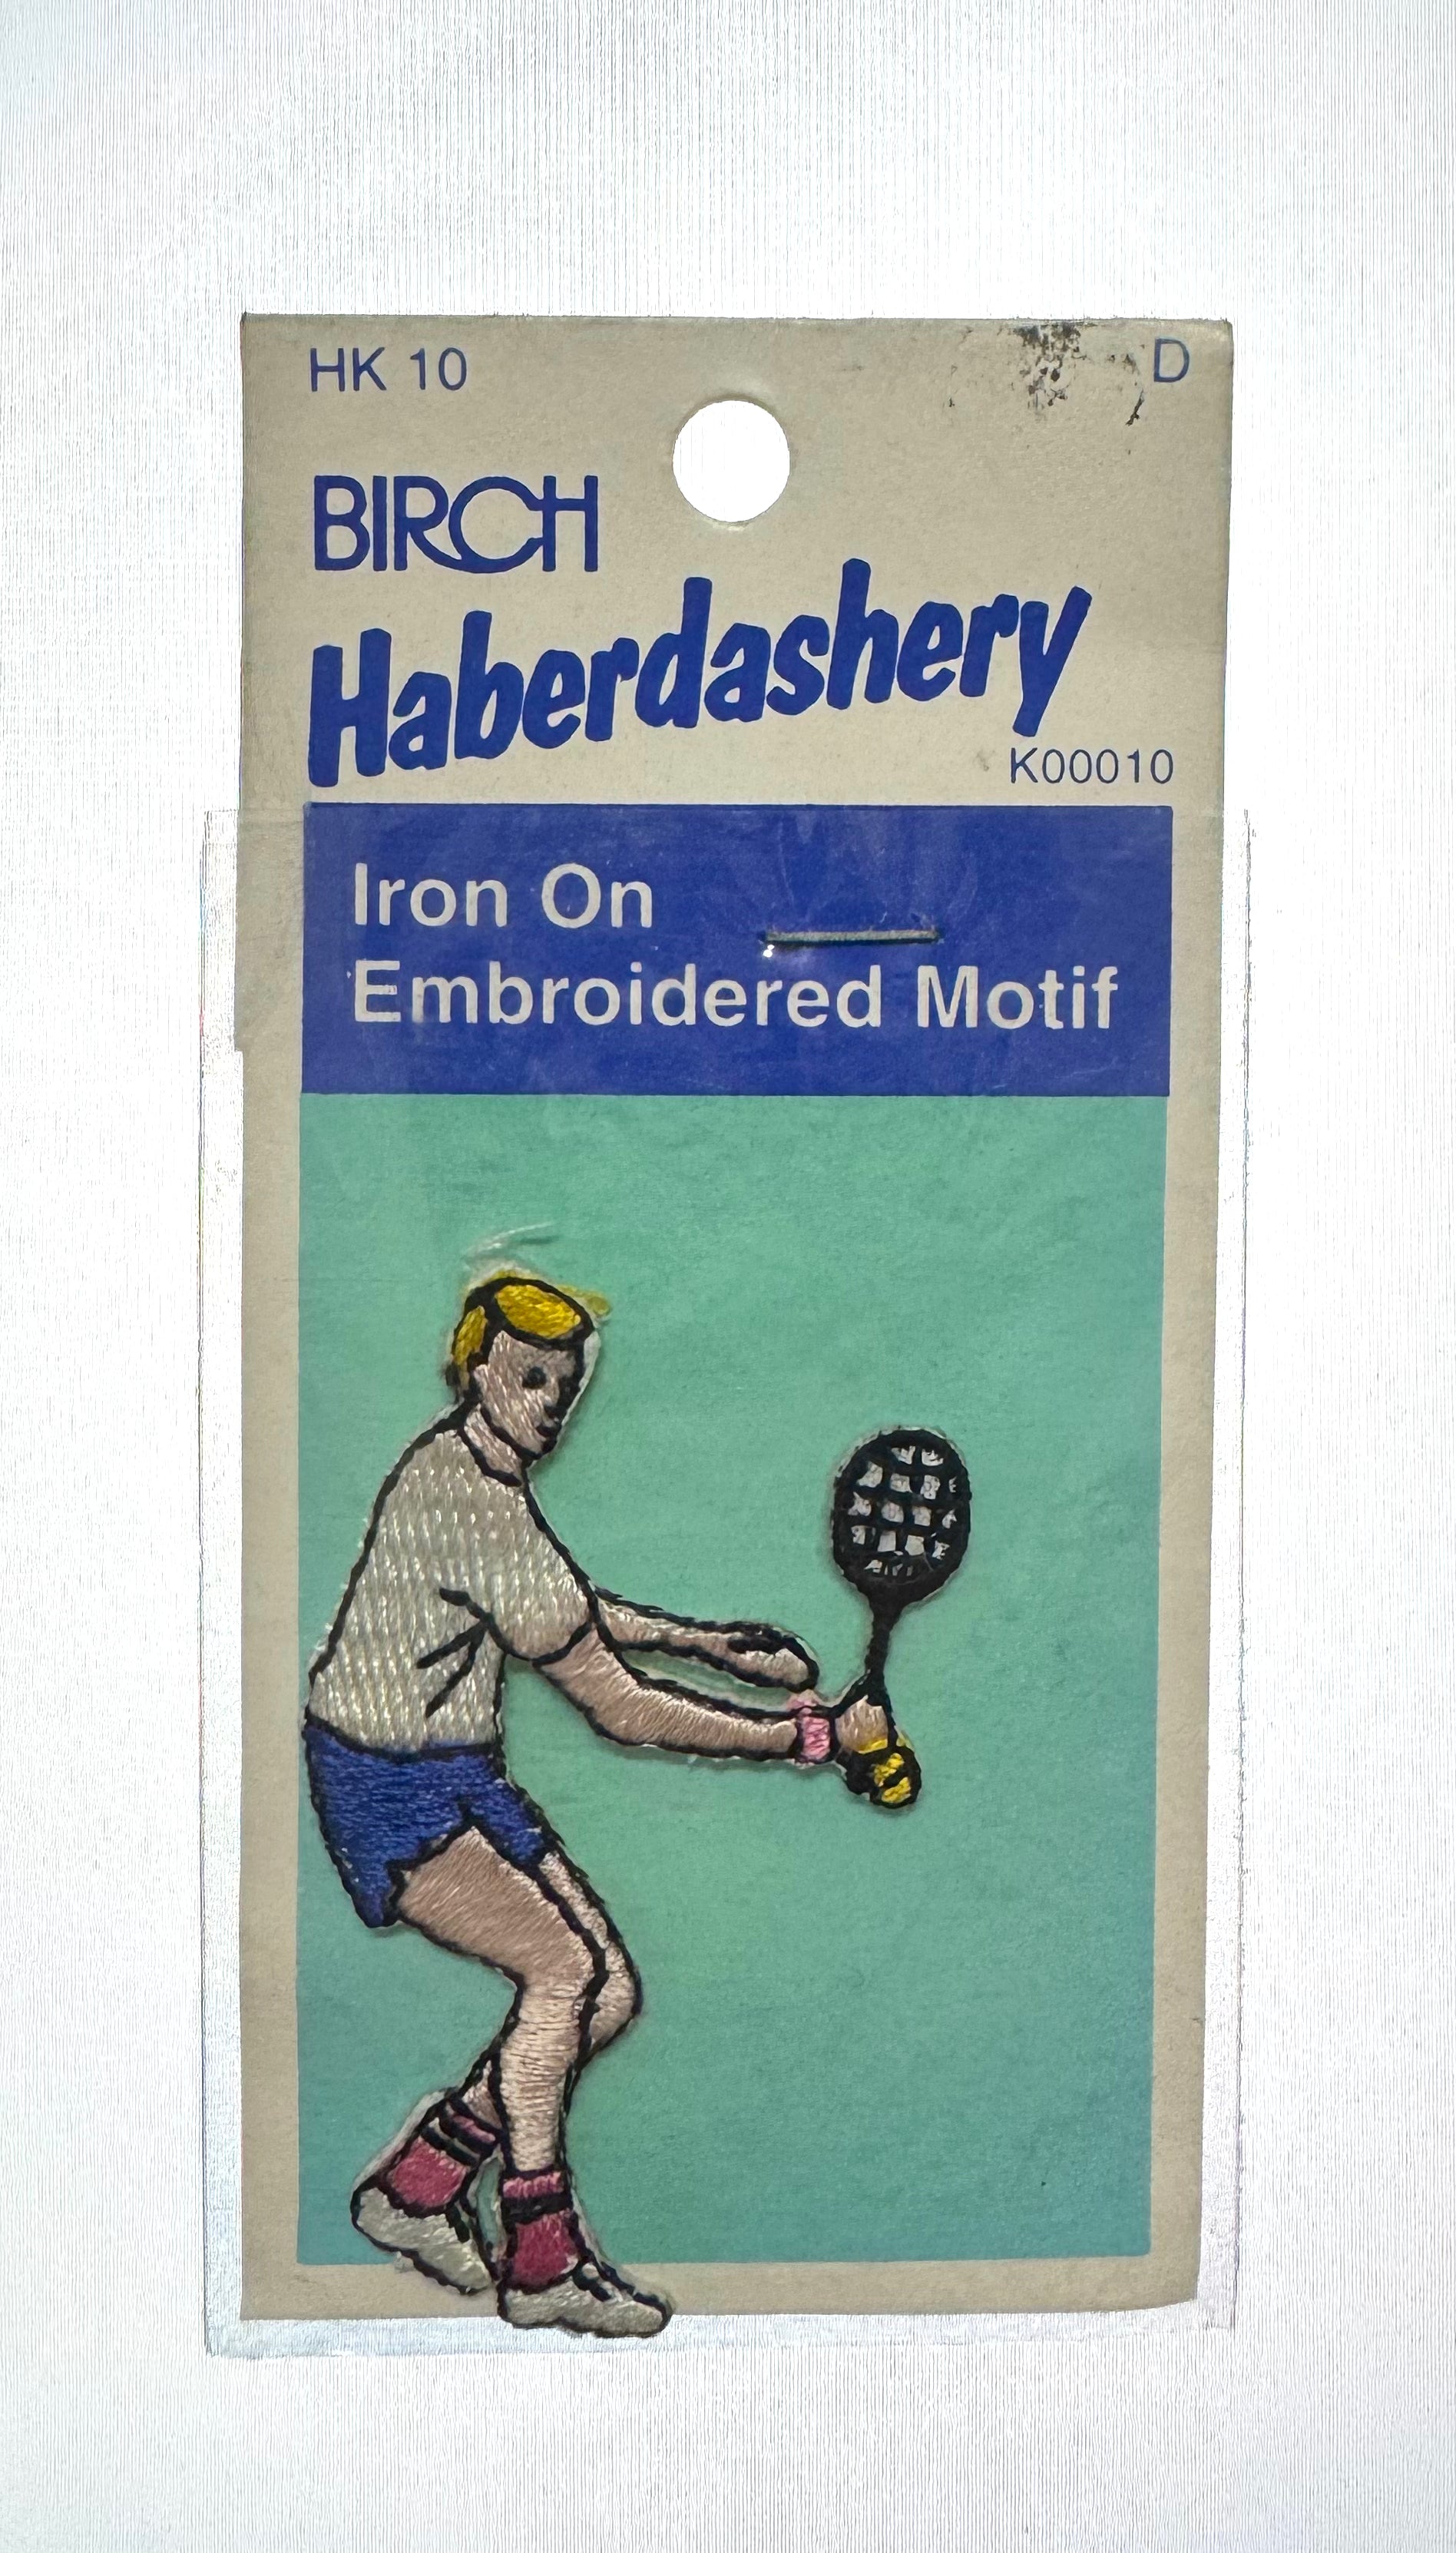 HK 10
D
BIRCH
Haberdashery
K00010
Iron On
Embroidered Motif